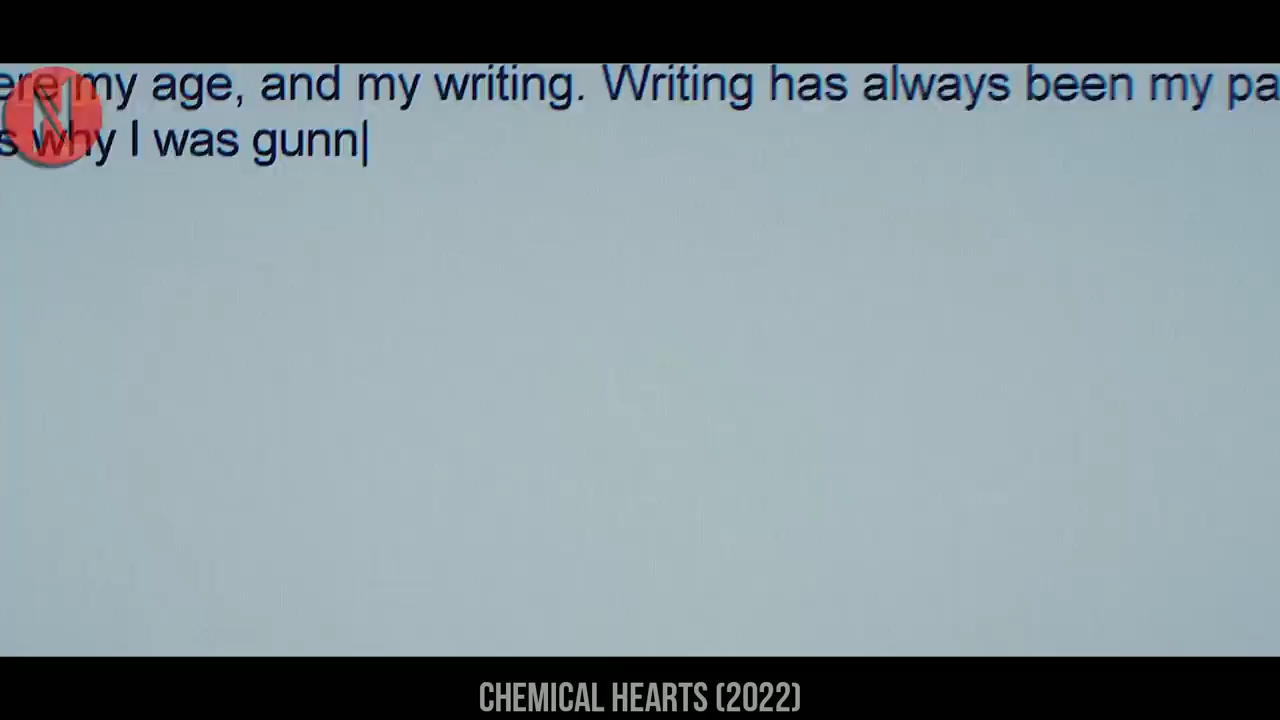 ere my age, and my writing. Writing has always been my pa
s why I was gunn
N
CHEMICAL HEARTS (2022)